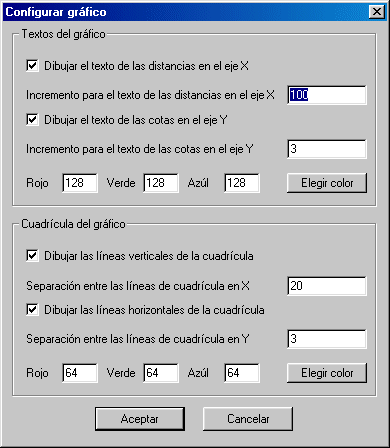 Configurar gráfico
Textos del gráfico
Dibujar el texto de las distancias en el eje X
Incremento para el texto de las distancias en el eje X 100
Dibujar el texto de las cotas en el eje Y
Incremento para el texto de las cotas en el eje Y 3
Rojo 128 Verde 128 Azúl 128 Elegir color
Cuadrícula del gráfico
Dibujar las líneas verticales de la cuadrícula
Separación entre las líneas de cuadrícula en X 20
Dibujar las líneas horizontales de la cuadrícula
Separación entre las líneas de cuadrícula en Y 3
Rojo 64 Verde 64 Azúl 64 Elegir color
Aceptar Cancelar